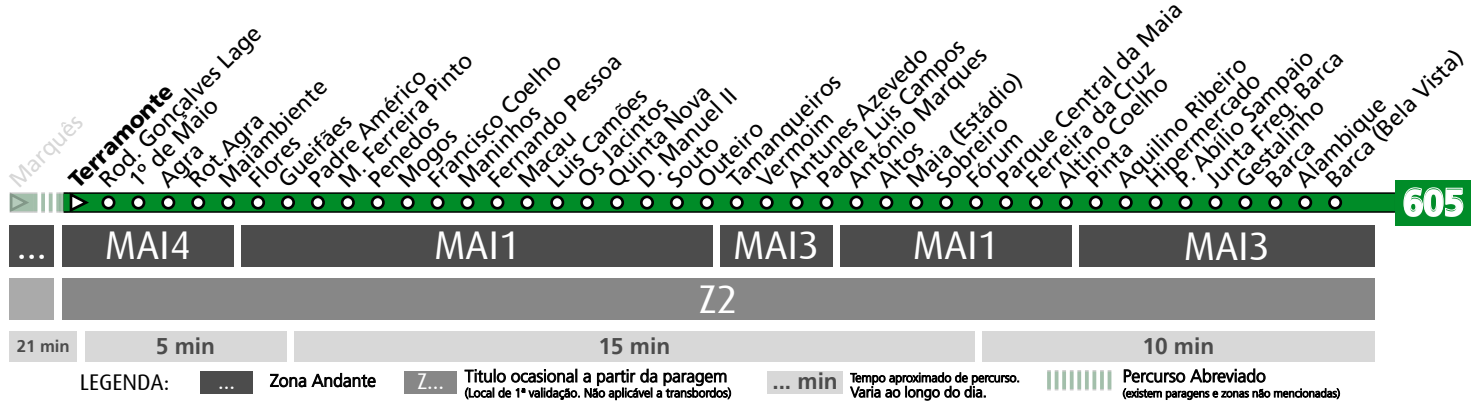 Marquês
Terramonte
Rod. Gonçalves Lage
1º de Maio
Agra
Rot.Agra
Maiambiente
Flores
Gueifães
Padre Américo
M. Ferreira Pinto
Penedos
Mogos
Francisco Coelho
Maninhos
Fernando Pessoa
Macau
Luis Camões
Os Jacintos
Quinta Nova
D. Manuel II
Souto
Outeiro
Tamanqueiros
Vermoim
Antunes Azevedo
Padre Luis Campos
António Marques
Altos
Maia (Estádio)
Sobreiro
Fórum
Parque Central da Maia
Ferreira da Cruz
Altino Coelho
Pinta
Aquilino Ribeiro
Hipermercado
P. Abílio Sampaio
Junta Freg. Barca
Gestalinho
Barca
Alambique
Barca (Bela Vista)
605
... MAI4 MAI1 MAI3 MAI1 MAI3
Z2
21 min 5 min 15 min 10 min
LEGENDA:
... Zona Andante
Z... Titulo ocasional a partir da paragem
(Local de 1ª validação. Não aplicável a transbordos)
... min Tempo aproximado de percurso.
Varia ao longo do dia.
Percurso Abreviado
(existem paragens e zonas não mencionadas)